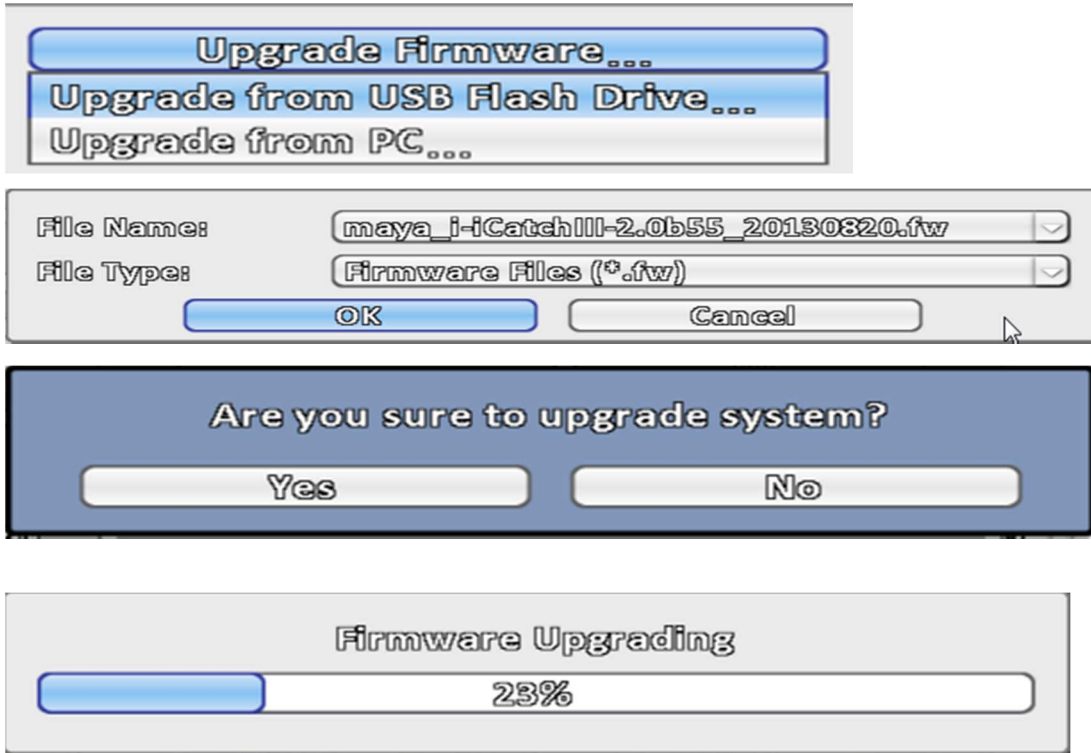 Upgrade Firmware...
Upgrade from USB Flash Drive...
Upgrade from PC...
File Name: maya_i-iCatchIII-2.0b55_20130820.fw
File Type: Firmware Files (*.fw)
OK Cancel
Are you sure to upgrade system?
Yes No
Firmware Upgrading
23%